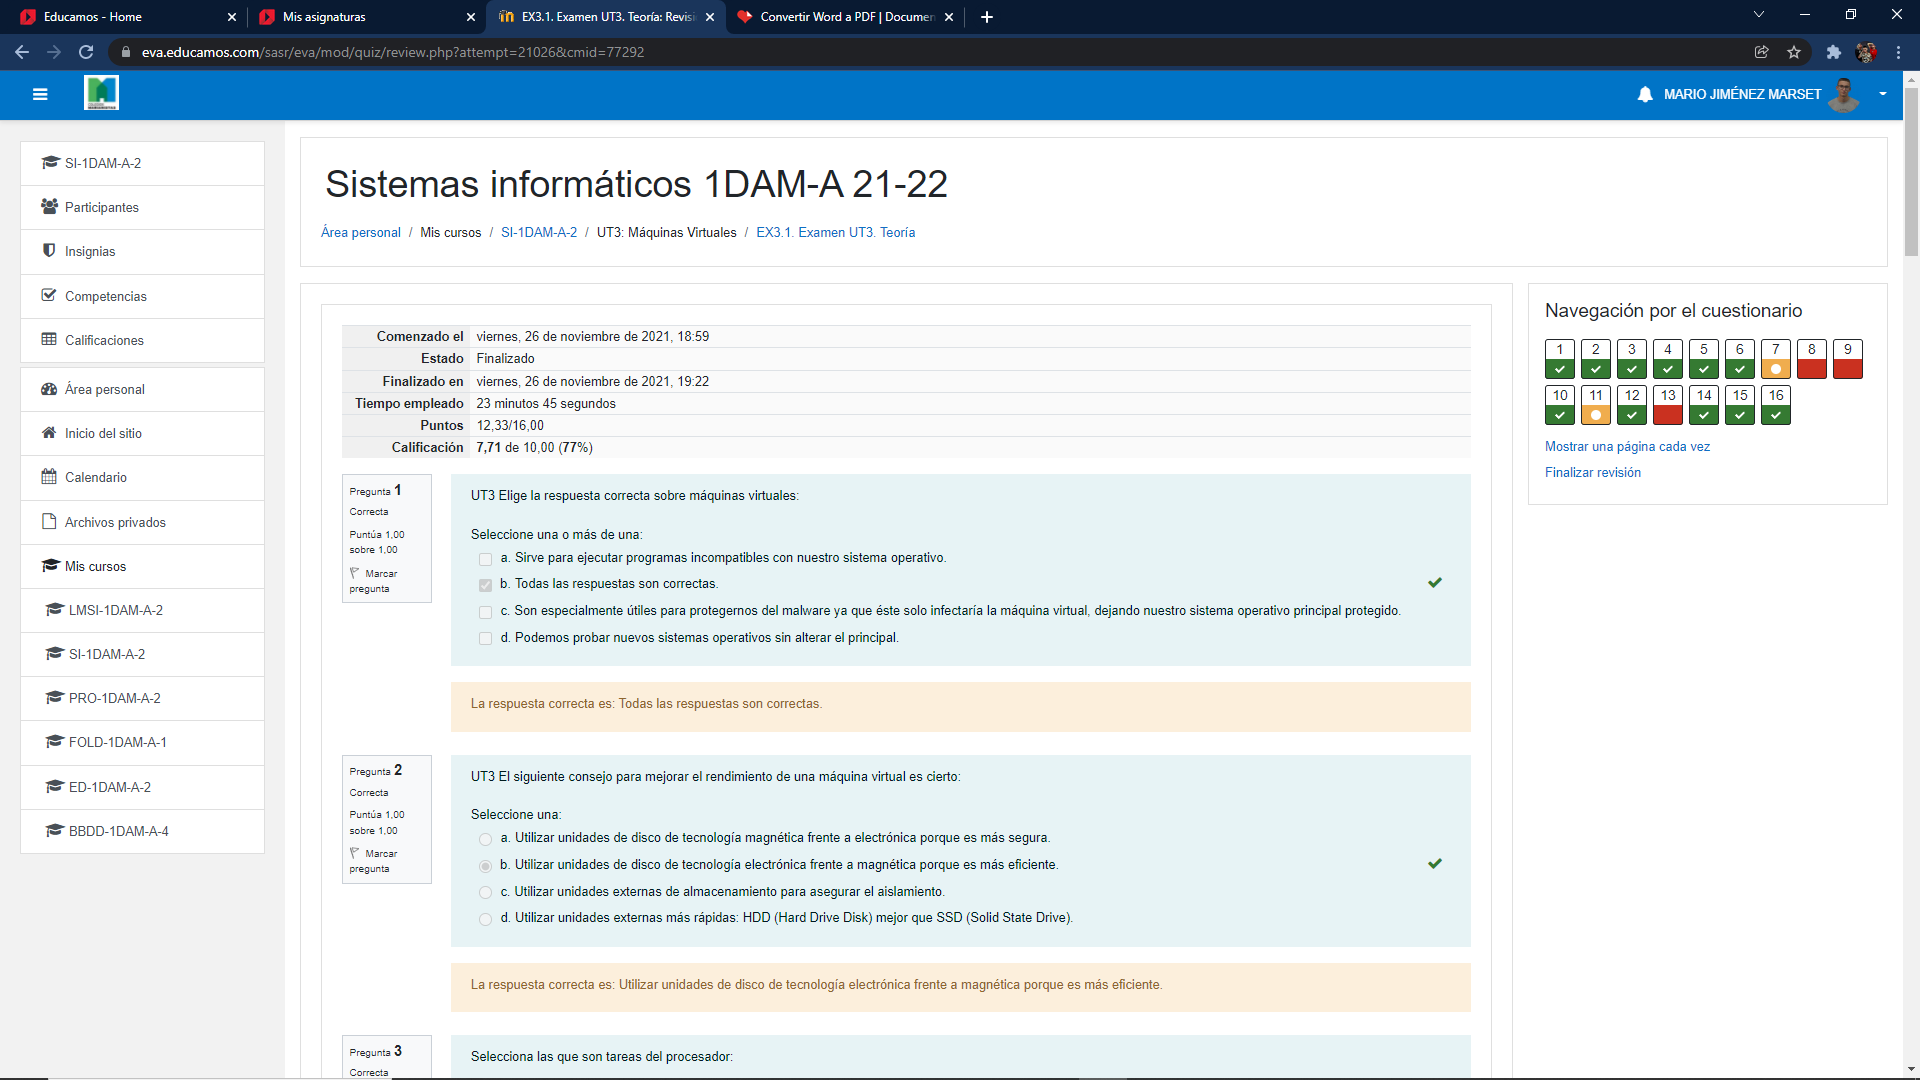 Educamos - Home
Mis asignaturas
EX3.1. Examen UT3. Teoría: Revis
Convertir Word a PDF | Documen
eva.educamos.com/sasr/eva/mod/quiz/review.php?attempt=21026&cmid=77292
MARIO JIMÉNEZ MARSET
SI-1DAM-A-2
Participantes
Insignias
Competencias
Calificaciones
Área personal
Inicio del sitio
Calendario
Archivos privados
Mis cursos
LMSI-1DAM-A-2
SI-1DAM-A-2
PRO-1DAM-A-2
FOLD-1DAM-A-1
ED-1DAM-A-2
BBDD-1DAM-A-4
Sistemas informáticos 1DAM-A 21-22
Área personal / Mis cursos / SI-1DAM-A-2 / UT3: Máquinas Virtuales / EX3.1. Examen UT3. Teoría
Comenzado el viernes, 26 de noviembre de 2021, 18:59
Estado Finalizado
Finalizado en viernes, 26 de noviembre de 2021, 19:22
Tiempo empleado 23 minutos 45 segundos
Puntos 12,33/16,00
Calificación 7,71 de 10,00 (77%)
Pregunta 1
Correcta
Puntúa 1,00
sobre 1,00
Marcar
pregunta
UT3 Elige la respuesta correcta sobre máquinas virtuales:
Seleccione una o más de una:
a. Sirve para ejecutar programas incompatibles con nuestro sistema operativo.
b. Todas las respuestas son correctas.
c. Son especialmente útiles para protegernos del malware ya que éste solo infectaría la máquina virtual, dejando nuestro sistema operativo principal protegido.
d. Podemos probar nuevos sistemas operativos sin alterar el principal.
La respuesta correcta es: Todas las respuestas son correctas.
Pregunta 2
Correcta
Puntúa 1,00
sobre 1,00
Marcar
pregunta
UT3 El siguiente consejo para mejorar el rendimiento de una máquina virtual es cierto:
Seleccione una:
a. Utilizar unidades de disco de tecnología magnética frente a electrónica porque es más segura.
b. Utilizar unidades de disco de tecnología electrónica frente a magnética porque es más eficiente.
c. Utilizar unidades externas de almacenamiento para asegurar el aislamiento.
d. Utilizar unidades externas más rápidas: HDD (Hard Drive Disk) mejor que SSD (Solid State Drive).
La respuesta correcta es: Utilizar unidades de disco de tecnología electrónica frente a magnética porque es más eficiente.
Pregunta 3
Correcta
Selecciona las que son tareas del procesador:
Navegación por el cuestionario
1 2 3 4 5 6 7 8 9
10 11 12 13 14 15 16
Mostrar una página cada vez
Finalizar revisión